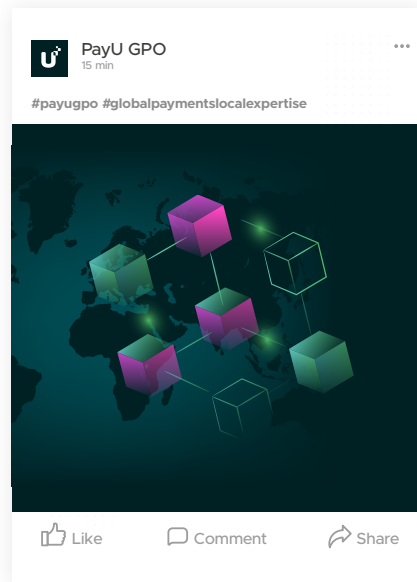 U
PayU GPO
15 min
#payugpo #globalpaymentslocalexpertise
Like
Comment
Share